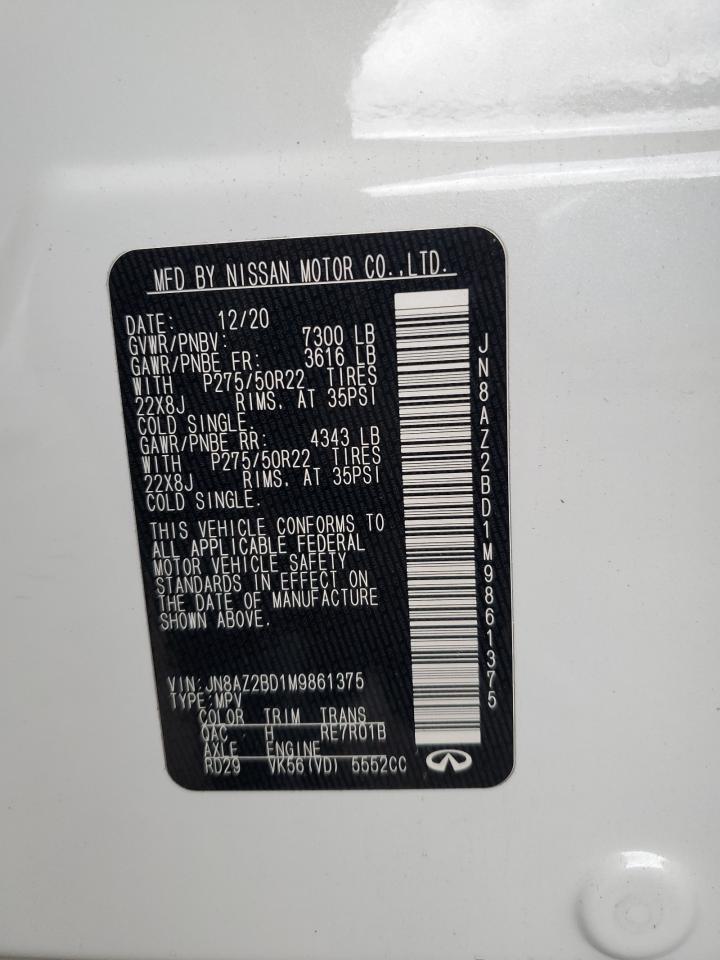 MFD BY NISSAN MOTOR CO.,LTD.
DATE: 12/20
GVWR/PNBV: 7300 LB
GAWR/PNBE FR: 3616 LB
WITH P275/50R22 TIRES
22X8J RIMS, AT 35PSI
COLD SINGLE.
GAWR/PNBE RR: 4343 LB
WITH P275/50R22 TIRES
22X8J RIMS, AT 35PSI
COLD SINGLE.
THIS VEHICLE CONFORMS TO
ALL APPLICABLE FEDERAL
MOTOR VEHICLE SAFETY
STANDARDS IN EFFECT ON
THE DATE OF MANUFACTURE
SHOWN ABOVE.
VIN:JN8AZ2BD1M9861375
TYPE:MPV
COLOR TRIM TRANS
QAC H RE7R01B
AXLE ENGINE
RD29 VK56(VD) 5552CC
JN8AZ2BD1M9861375